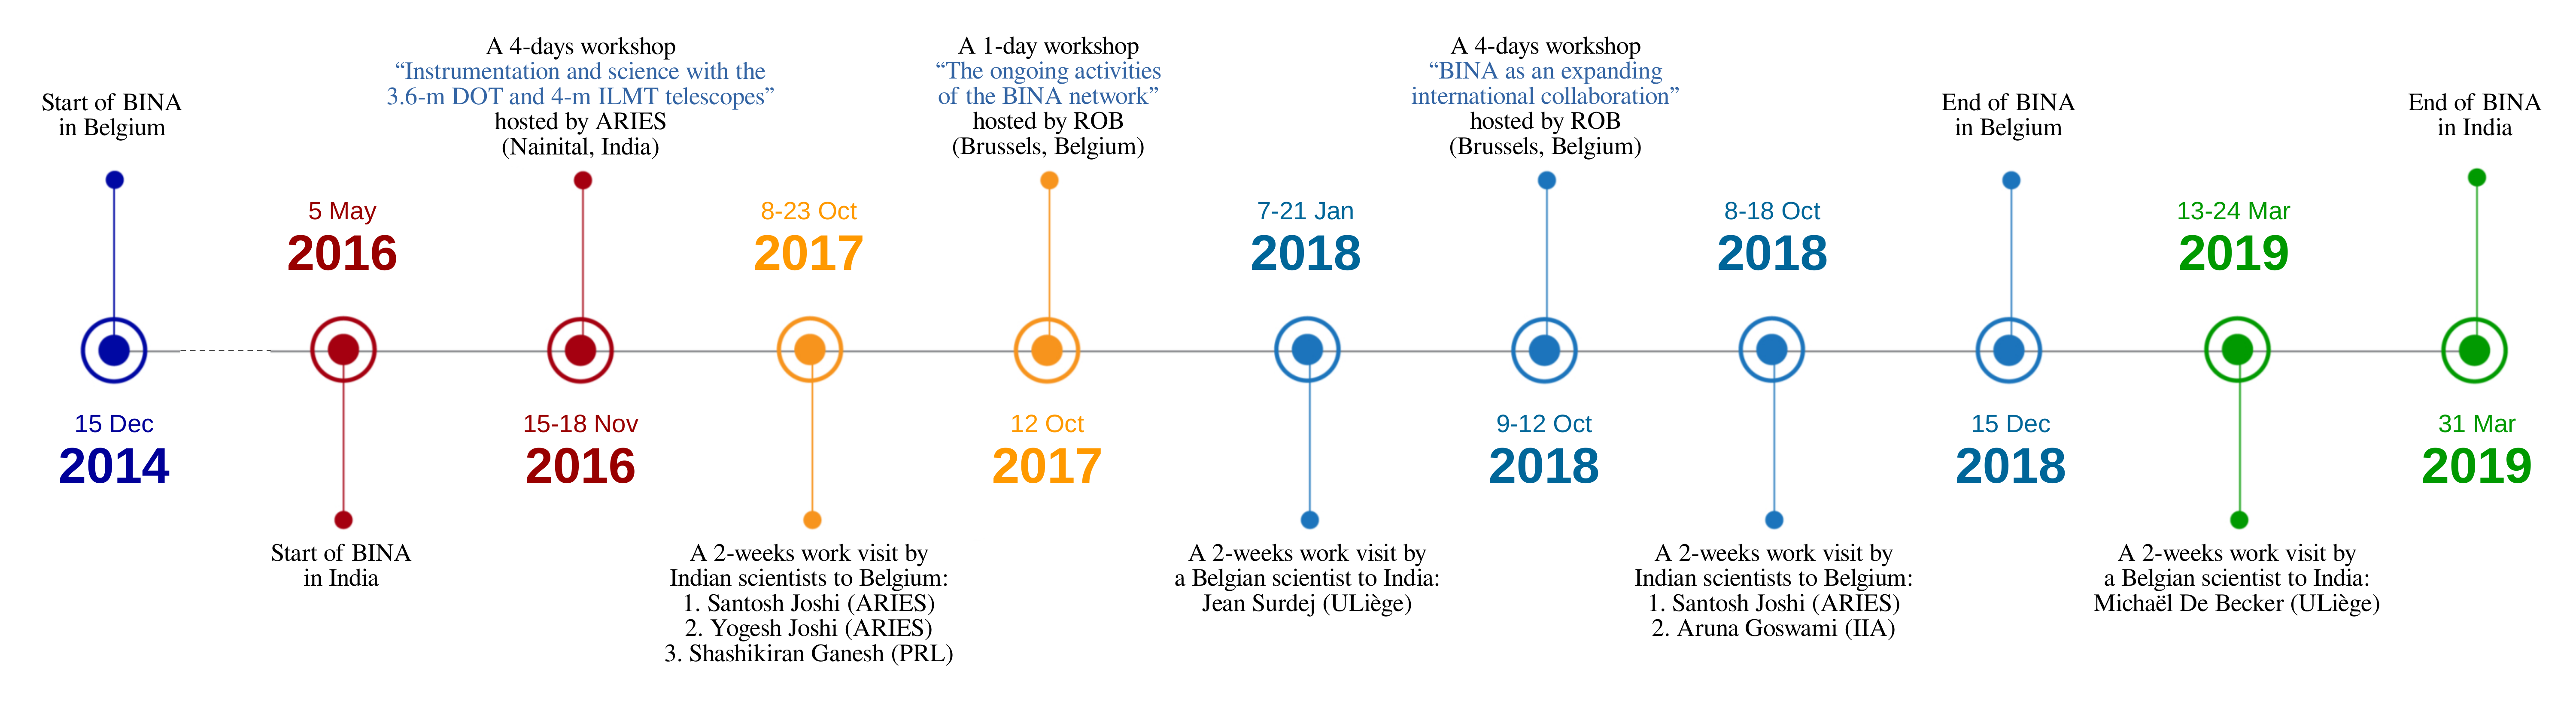 Start of BINA
in Belgium
15 Dec
2014
5 May
2016
Start of BINA
in India
A 4-days workshop
“Instrumentation and science with the
3.6-m DOT and 4-m ILMT telescopes”
hosted by ARIES
(Nainital, India)
15-18 Nov
2016
8-23 Oct
2017
A 2-weeks work visit by
Indian scientists to Belgium:
1. Santosh Joshi (ARIES)
2. Yogesh Joshi (ARIES)
3. Shashikiran Ganesh (PRL)
A 1-day workshop
“The ongoing activities
of the BINA network”
hosted by ROB
(Brussels, Belgium)
12 Oct
2017
7-21 Jan
2018
A 2-weeks work visit by
a Belgian scientist to India:
Jean Surdej (ULiège)
A 4-days workshop
“BINA as an expanding
international collaboration”
hosted by ROB
(Brussels, Belgium)
9-12 Oct
2018
8-18 Oct
2018
A 2-weeks work visit by
Indian scientists to Belgium:
1. Santosh Joshi (ARIES)
2. Aruna Goswami (IIA)
End of BINA
in Belgium
15 Dec
2018
13-24 Mar
2019
A 2-weeks work visit by
a Belgian scientist to India:
Michaël De Becker (ULiège)
End of BINA
in India
31 Mar
2019